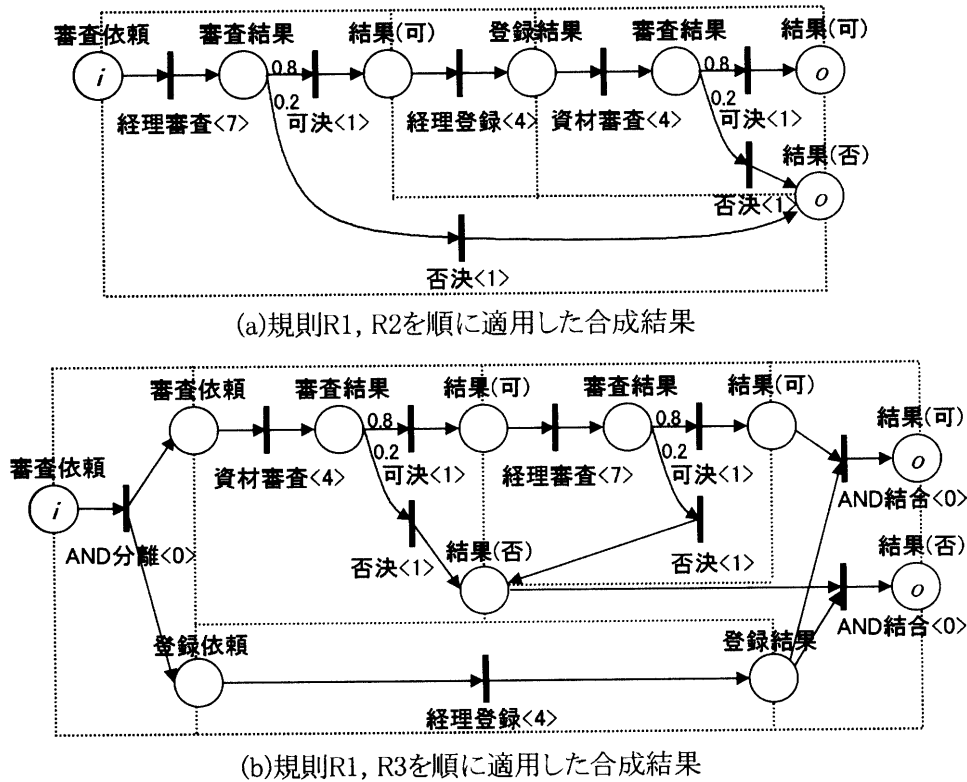 審査依頼 審査結果 結果(可) 登録結果 審査結果 結果(可)
i 0.8 0.8 o
0.2 0.2
経理審査<7> 可決<1> 経理登録<4> 資材審査<4> 可決<1>
結果(否)
否決<1> o
否決<1>
(a)規則R1, R2を順に適用した合成結果
審査依頼 審査結果 結果(可) 審査結果 結果(可)
0.8 0.8 結果(可)
0.2 0.2
審査依頼 資材審査<4> 可決<1> 経理審査<7> 可決<1> o
i AND結合<0>
AND分離<0> 否決<1> 結果(否) 否決<1> 結果(否)
o
AND結合<0>
登録依頼 登録結果
経理登録<4>
(b)規則R1, R3を順に適用した合成結果